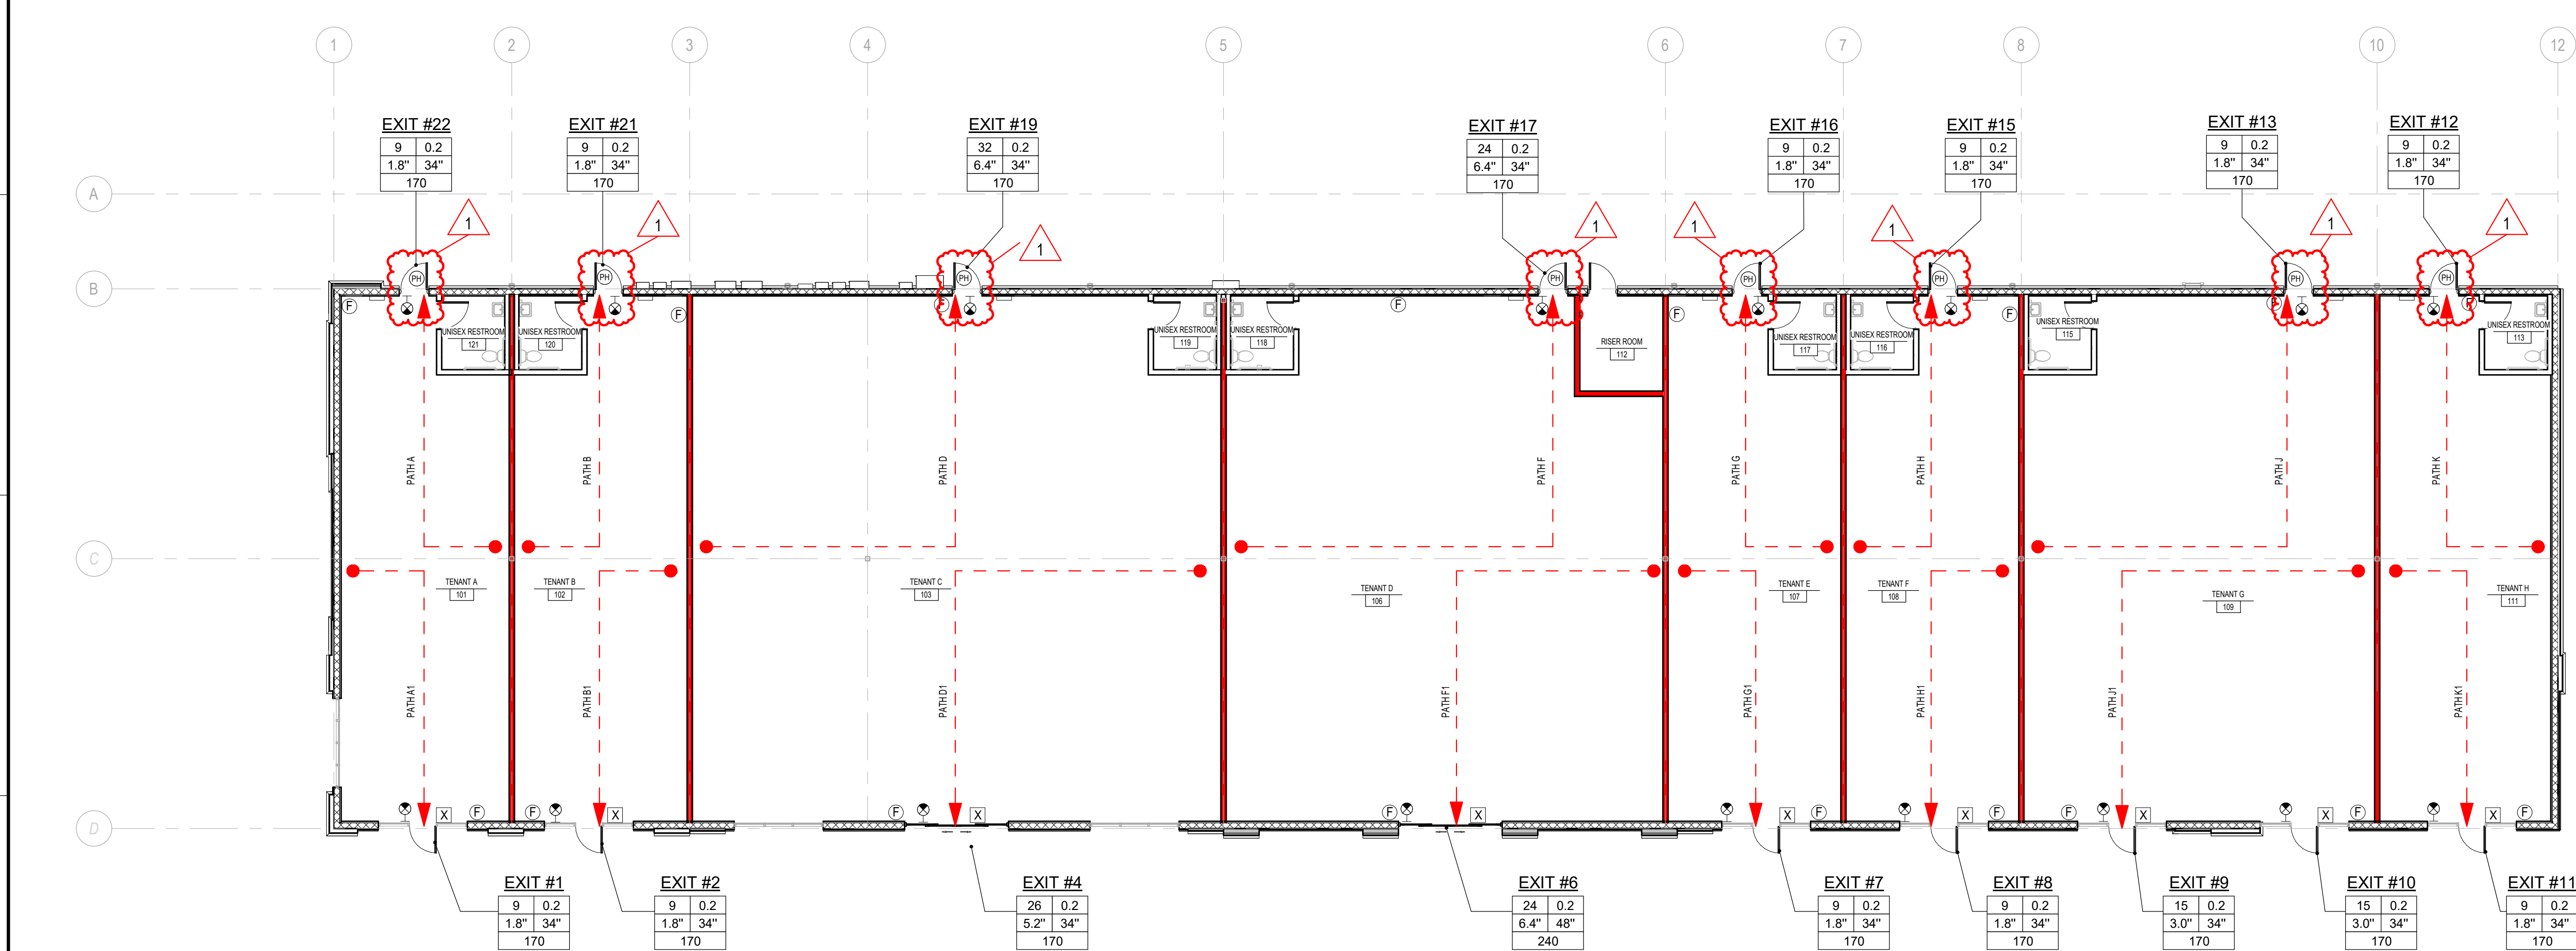 1 2 3 4 5 6 7 8 10 12
EXIT #22 EXIT #21 EXIT #19 EXIT #17 EXIT #16 EXIT #15 EXIT #13 EXIT #12
9 0.2 9 0.2 32 0.2 24 0.2 9 0.2 9 0.2 9 0.2 9 0.2
1.8" 34" 1.8" 34" 6.4" 34" 6.4" 34" 1.8" 34" 1.8" 34" 1.8" 34" 1.8" 34"
170 170 170 170 170 170 170 170
A
1 1 1 1 1 1 1 1
PH PH PH PH PH PH PH PH
B
F F F F F F F F
UNISEX RESTROOM UNISEX RESTROOM UNISEX RESTROOM UNISEX RESTROOM RISER ROOM UNISEX RESTROOM UNISEX RESTROOM UNISEX RESTROOM UNISEX RESTROOM
121 120 119 118 112 117 116 115 113
PATH A PATH B PATH D PATH F PATH G PATH H PATH J PATH K
C
TENANT A TENANT B TENANT C TENANT D TENANT E TENANT F TENANT G TENANT H
101 102 103 106 107 108 109 111
PATH A1 PATH B1 PATH D1 PATH F1 PATH G1 PATH H1 PATH J1 PATH K1
X F F X F X F X X F X F F X X F X F
D
EXIT #1 EXIT #2 EXIT #4 EXIT #6 EXIT #7 EXIT #8 EXIT #9 EXIT #10 EXIT #11
9 0.2 9 0.2 26 0.2 24 0.2 9 0.2 9 0.2 15 0.2 15 0.2 9 0.2
1.8" 34" 1.8" 34" 5.2" 34" 6.4" 48" 1.8" 34" 1.8" 34" 3.0" 34" 3.0" 34" 1.8" 34"
170 170 170 240 170 170 170 170 170